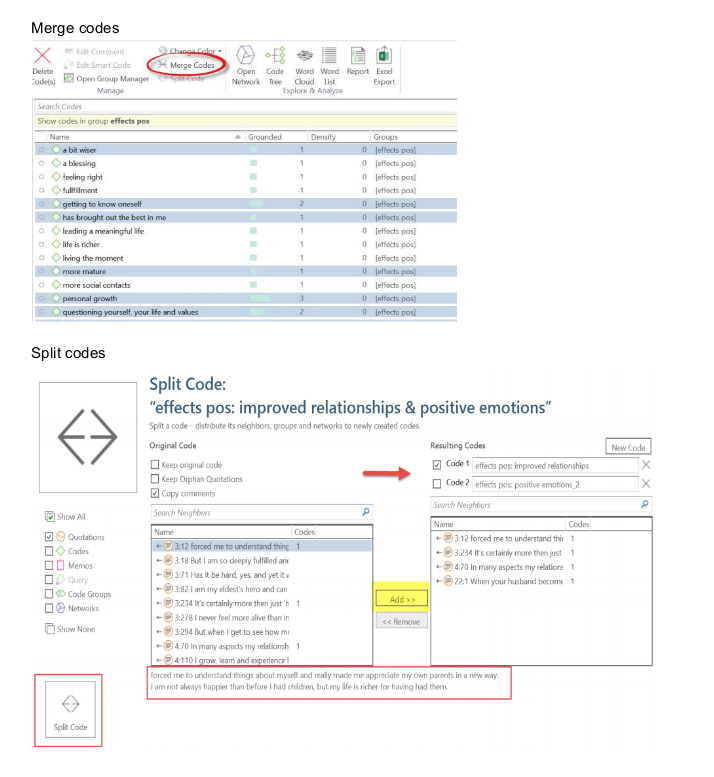 Merge codes
Delete Code(s)
Edit Comment
Edit Smart Code
Open Group Manager
Change Color
Merge Codes
Split Code
Manage
Open Network
Code Tree
Word Cloud
Word List
Report
Excel Export
Explore & Analyze
Search Codes
Show codes in group effects pos
Name Grounded Density Groups
a bit wiser 1 0 [effects pos]
a blessing 1 0 [effects pos]
feeling right 1 0 [effects pos]
fullfillment 1 0 [effects pos]
getting to know oneself 2 0 [effects pos]
has brought out the best in me 1 0 [effects pos]
leading a meaningful life 1 0 [effects pos]
life is richer 1 0 [effects pos]
living the moment 1 0 [effects pos]
more mature 1 0 [effects pos]
more social contacts 1 0 [effects pos]
personal growth 3 0 [effects pos]
questioning yourself, your life and values 2 0 [effects pos]
Split codes
Split Code:
"effects pos: improved relationships & positive emotions"
Split a code – distribute its neighbors, groups and networks to newly created codes.
Original Code
Keep original code
Keep Orphan Quotations
Copy comments
Search Neighbors
Name Codes
3:12 forced me to understand thing 1
3:18 But I am so deeply fulfilled and
3:71 Has it be hard, yes, and yet it v
3:82 I am my eldest's hero and can
3:234 It's certainly more then just 'h 1
3:278 I never feel more alive than in
3:294 But when I get to see how m
4:70 In many aspects my relations 1
4:110 I grow, learn and experience l
Show All
Quotations
Codes
Memos
Query
Code Groups
Networks
Show None
Add >>
<< Remove
Resulting Codes
New Code
Code 1 effects pos: improved relationships
Code 2 effects pos: positive emotions_2
Search Neighbors
Name Codes
3:12 forced me to understand thi 1
3:234 It's certainly more then just 1
4:70 In many aspects my relation 1
22:1 When your husband become 1
forced me to understand things about myself and really made me appreciate my own parents in a new way.
I am not always happier than before I had children, but my life is richer for having had them.
Split Code